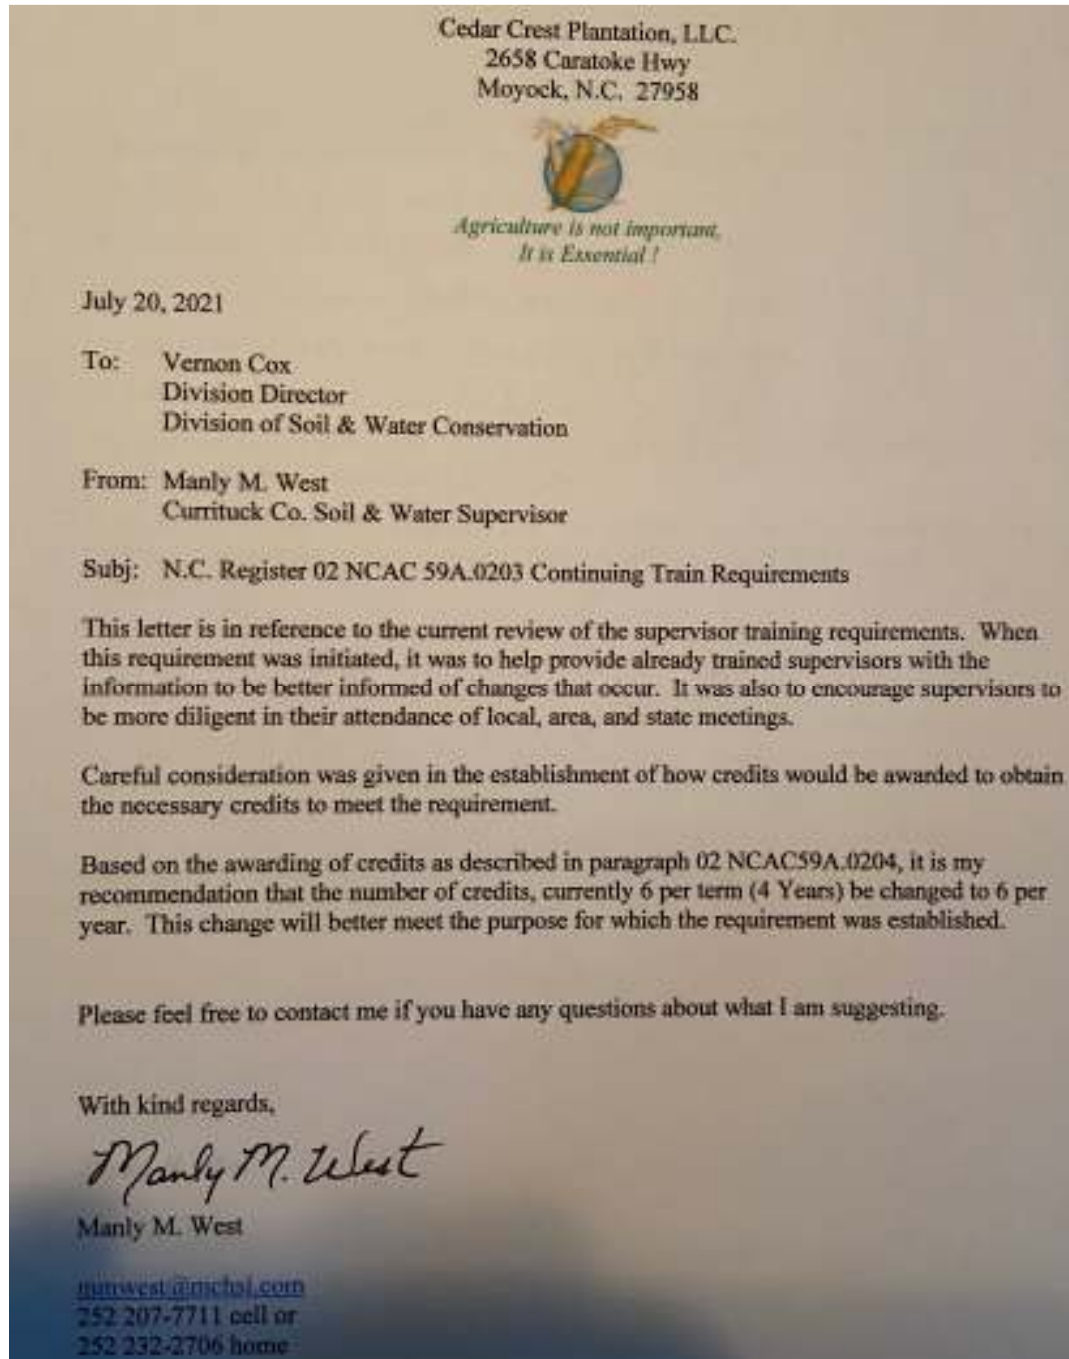 Cedar Crest Plantation, LLC.
2658 Caratoke Hwy
Moyock, N.C. 27958
Agriculture is not important,
It is Essential !
July 20, 2021
To: Vernon Cox
Division Director
Division of Soil & Water Conservation
From: Manly M. West
Currituck Co. Soil & Water Supervisor
Subj: N.C. Register 02 NCAC 59A.0203 Continuing Train Requirements
This letter is in reference to the current review of the supervisor training requirements. When
this requirement was initiated, it was to help provide already trained supervisors with the
information to be better informed of changes that occur. It was also to encourage supervisors to
be more diligent in their attendance of local, area, and state meetings.
Careful consideration was given in the establishment of how credits would be awarded to obtain
the necessary credits to meet the requirement.
Based on the awarding of credits as described in paragraph 02 NCAC59A.0204, it is my
recommendation that the number of credits, currently 6 per term (4 Years) be changed to 6 per
year. This change will better meet the purpose for which the requirement was established.
Please feel free to contact me if you have any questions about what I am suggesting.
With kind regards,
Manly M. West
Manly M. West
252 207-7711 cell or
252 232-2706 home